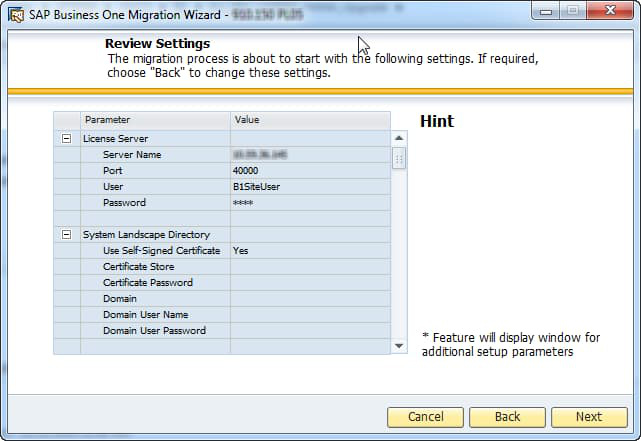 SAP Business One Migration Wizard -
Review Settings
The migration process is about to start with the following settings. If required,
choose "Back" to change these settings.
Parameter Value
License Server
Server Name
Port 40000
User B1SiteUser
Password ****
System Landscape Directory
Use Self-Signed Certificate Yes
Certificate Store
Certificate Password
Domain
Domain User Name
Domain User Password
Hint
* Feature will display window for
additional setup parameters
Cancel Back Next